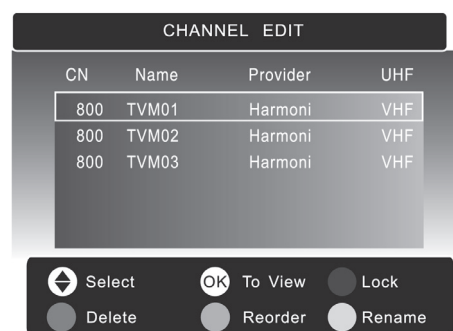 CHANNEL EDIT
CN Name Provider UHF
800 TVM01 Harmoni VHF
800 TVM02 Harmoni VHF
800 TVM03 Harmoni VHF
Select OK To View Lock
Delete Reorder Rename